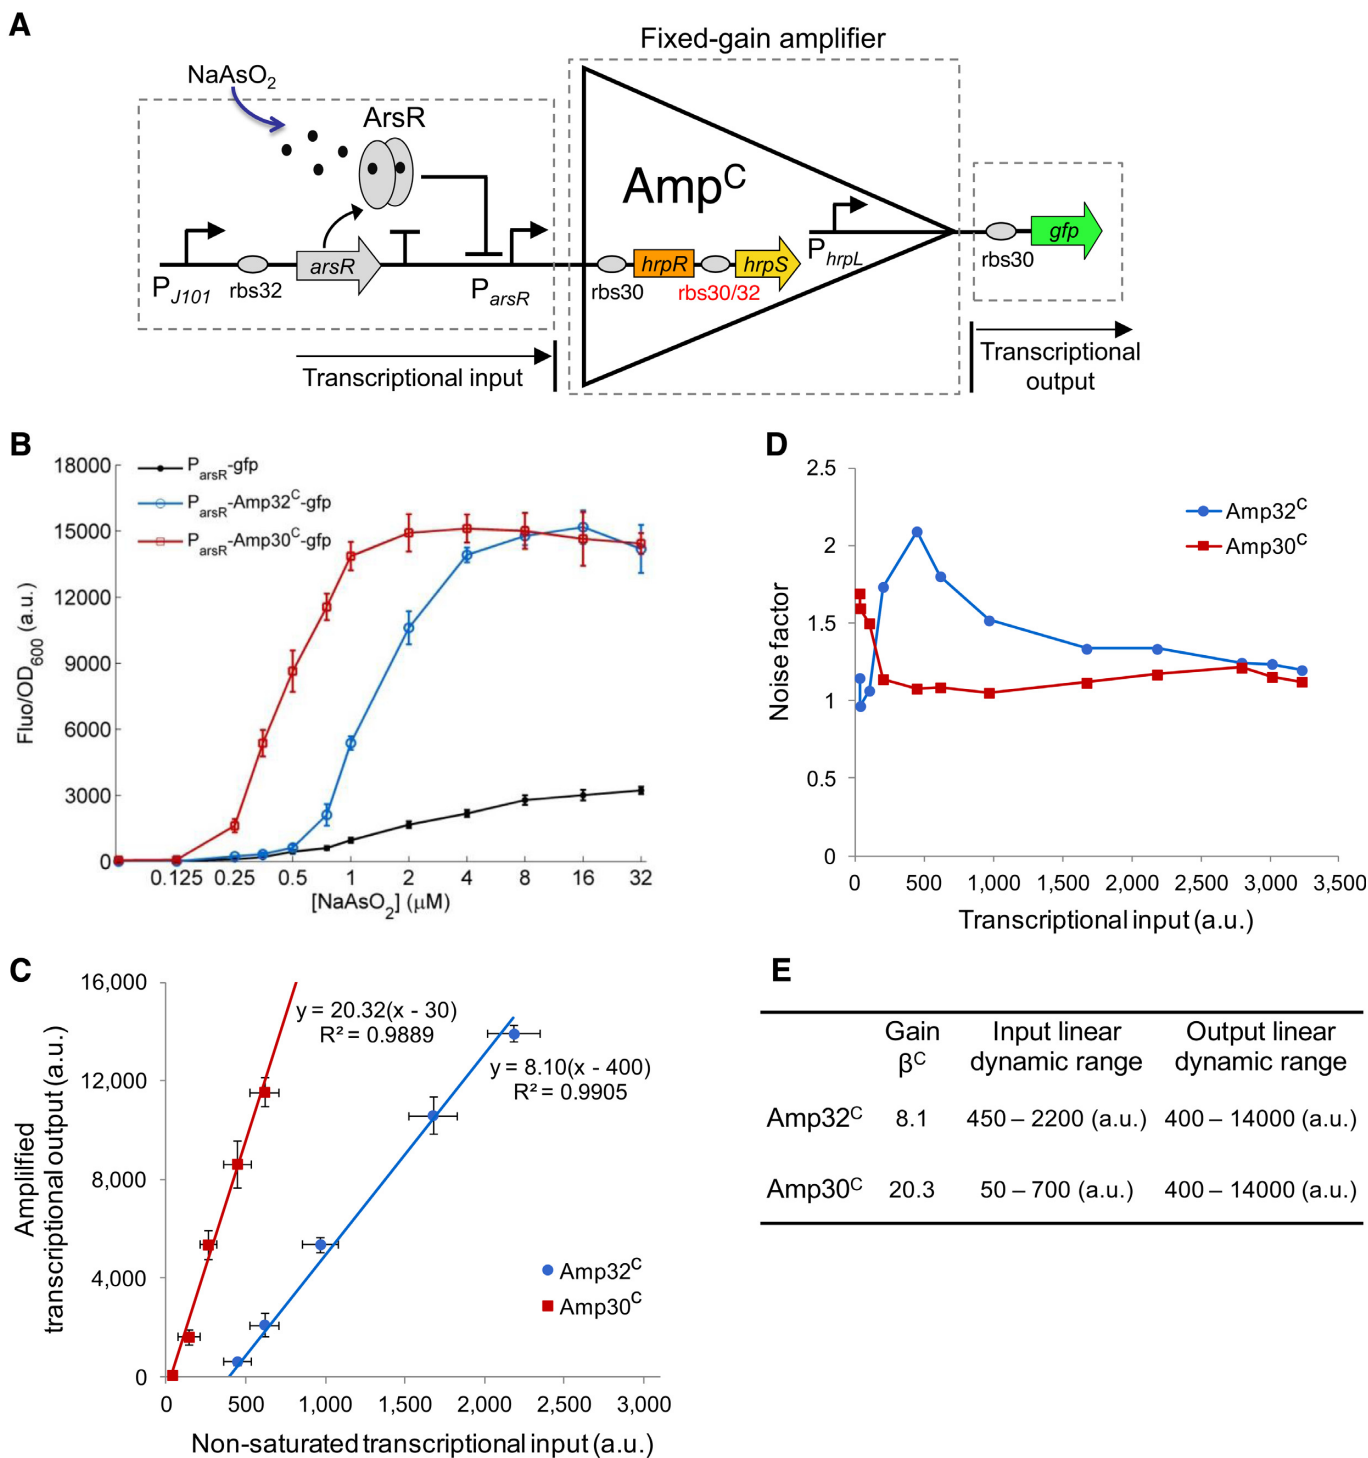 A
Fixed-gain amplifier
NaAsO2
ArsR
AmpC
PJ101
rbs32
arsR
ParsR
rbs30
hrpR
rbs30/32
hrpS
PhrpL
rbs30
gfp
Transcriptional input
Transcriptional
output
B
18000
15000
12000
9000
6000
3000
0
Fluo/OD600 (a.u.)
ParsR-gfp
ParsR-Amp32C-gfp
ParsR-Amp30C-gfp
0.125 0.25 0.5 1 2 4 8 16 32
[NaAsO2] (μM)
D
2.5
2
1.5
1
0.5
0
Noise factor
Amp32C
Amp30C
0 500 1,000 1,500 2,000 2,500 3,000 3,500
Transcriptional input (a.u.)
C
16,000
12,000
8,000
4,000
0
Amplilfied
transcriptional output (a.u.)
y = 20.32(x - 30)
R² = 0.9889
y = 8.10(x - 400)
R² = 0.9905
Amp32C
Amp30C
0 500 1,000 1,500 2,000 2,500 3,000
Non-saturated transcriptional input (a.u.)
E
Gain Input linear Output linear
βC dynamic range dynamic range
Amp32C 8.1 450 – 2200 (a.u.) 400 – 14000 (a.u.)
Amp30C 20.3 50 – 700 (a.u.) 400 – 14000 (a.u.)